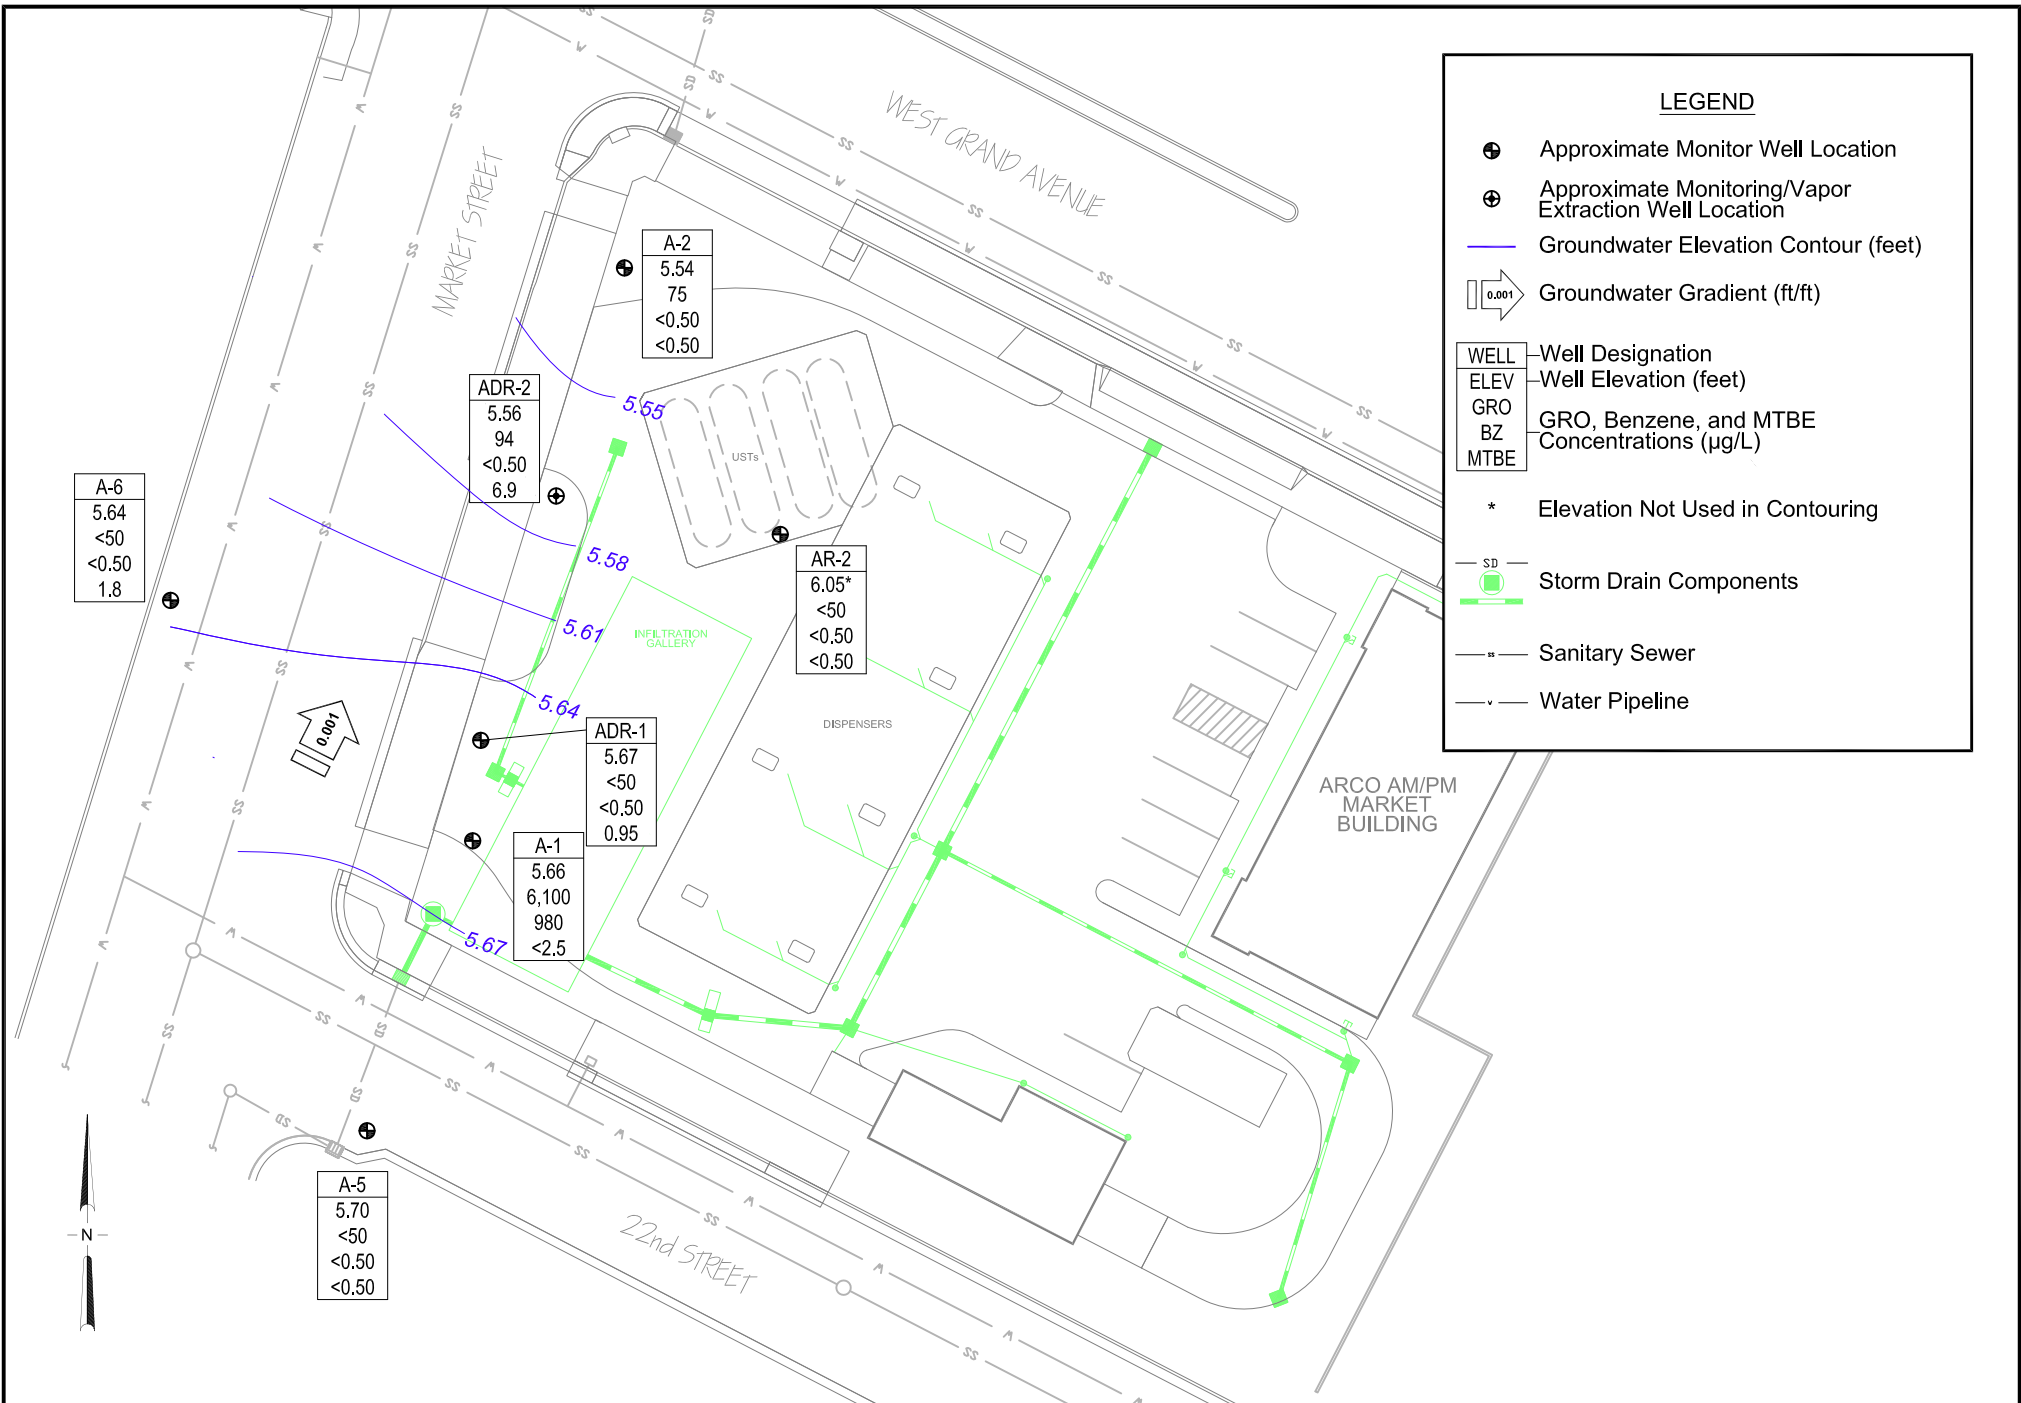 WEST GRAND AVENUE
MARKET STREET
A-2
5.54
75
<0.50
<0.50
ADR-2
5.56
94
<0.50
6.9
A-6
5.64
<50
<0.50
1.8
5.55
5.58
5.61
5.64
5.67
USTs
AR-2
6.05*
<50
<0.50
<0.50
INFILTRATION
GALLERY
DISPENSERS
0.001
ADR-1
5.67
<50
<0.50
0.95
A-1
5.66
6,100
980
<2.5
A-5
5.70
<50
<0.50
<0.50
22nd STREET
N
ARCO AM/PM
MARKET
BUILDING
LEGEND
Approximate Monitor Well Location
Approximate Monitoring/Vapor
Extraction Well Location
Groundwater Elevation Contour (feet)
0.001 Groundwater Gradient (ft/ft)
WELL Well Designation
ELEV Well Elevation (feet)
GRO
BZ
MTBE
GRO, Benzene, and MTBE
Concentrations (µg/L)
* Elevation Not Used in Contouring
SD
Storm Drain Components
SS Sanitary Sewer
W Water Pipeline